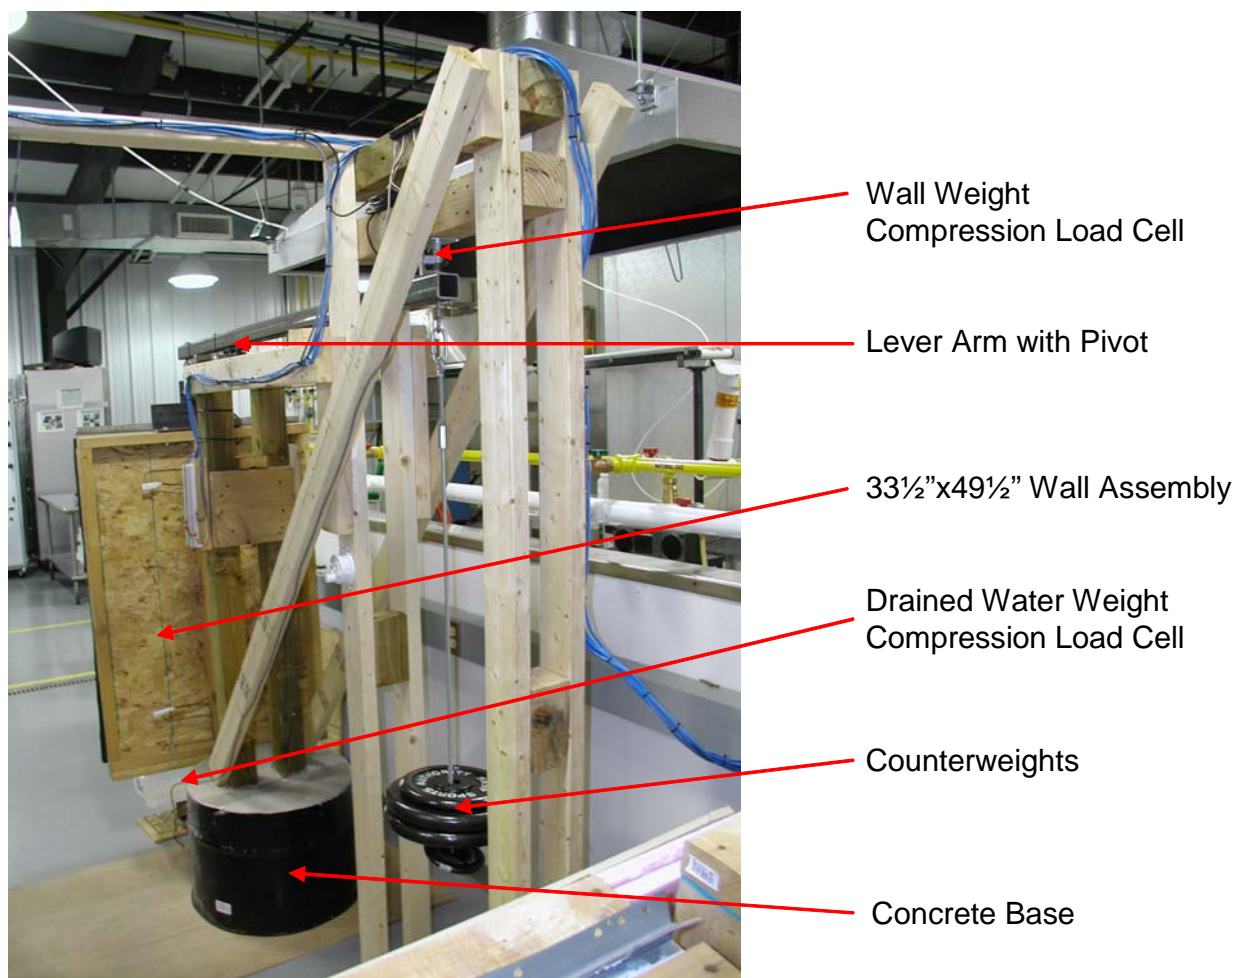 Wall Weight
Compression Load Cell
Lever Arm with Pivot
33½”x49½” Wall Assembly
Drained Water Weight
Compression Load Cell
Counterweights
Concrete Base